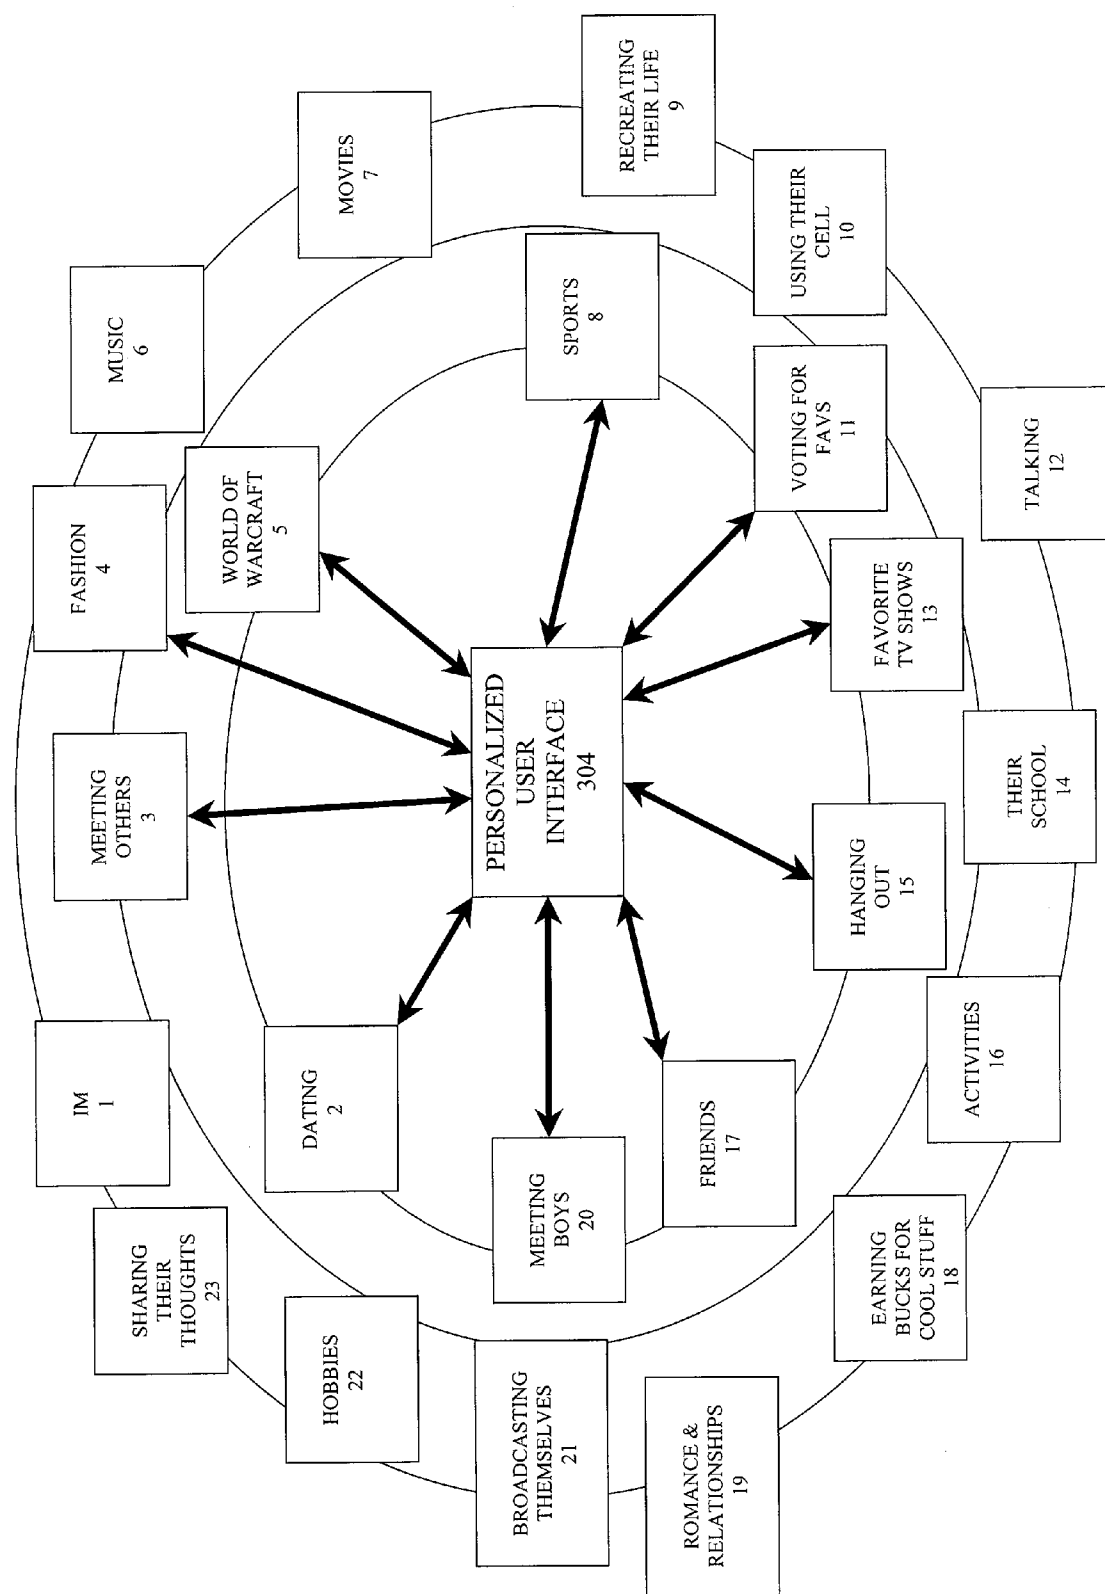 IM
1
DATING
2
MEETING
OTHERS
3
FASHION
4
WORLD OF
WARCRAFT
5
MUSIC
6
MOVIES
7
SPORTS
8
RECREATING
THEIR LIFE
9
USING THEIR
CELL
10
VOTING FOR
FAVS
11
TALKING
12
FAVORITE
TV SHOWS
13
THEIR
SCHOOL
14
HANGING
OUT
15
ACTIVITIES
16
FRIENDS
17
EARNING
BUCKS FOR
COOL STUFF
18
ROMANCE &
RELATIONSHIPS
19
MEETING
BOYS
20
BROADCASTING
THEMSELVES
21
HOBBIES
22
SHARING
THEIR
THOUGHTS
23
PERSONALIZED
USER
INTERFACE
304